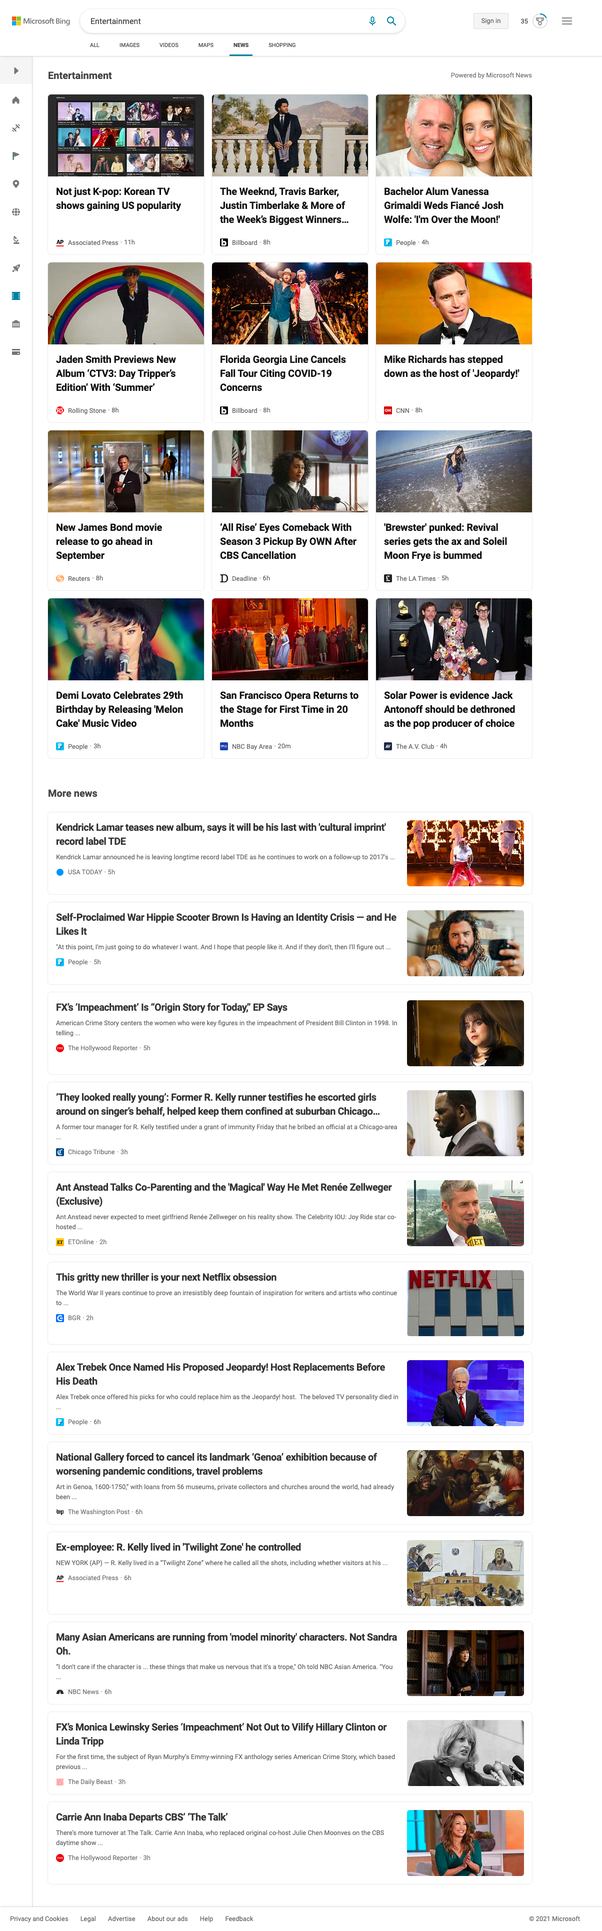 Microsoft Bing
Entertainment
Sign in
35
ALL
IMAGES
VIDEOS
MAPS
NEWS
SHOPPING
Entertainment
Powered by Microsoft News
Not just K-pop: Korean TV
shows gaining US popularity
AP Associated Press · 11h
The Weeknd, Travis Barker,
Justin Timberlake & More of
the Week's Biggest Winners...
Billboard · 8h
Bachelor Alum Vanessa
Grimaldi Weds Fiancé Josh
Wolfe: 'I'm Over the Moon!'
People · 4h
Jaden Smith Previews New
Album ‘CTV3: Day Tripper’s
Edition’ With ‘Summer’
Rolling Stone · 8h
Florida Georgia Line Cancels
Fall Tour Citing COVID-19
Concerns
Billboard · 8h
Mike Richards has stepped
down as the host of 'Jeopardy!'
CNN · 8h
New James Bond movie
release to go ahead in
September
Reuters · 8h
‘All Rise’ Eyes Comeback With
Season 3 Pickup By OWN After
CBS Cancellation
Deadline · 6h
'Brewster' punked: Revival
series gets the ax and Soleil
Moon Frye is bummed
The LA Times · 5h
Demi Lovato Celebrates 29th
Birthday by Releasing 'Melon
Cake' Music Video
People · 3h
San Francisco Opera Returns to
the Stage for First Time in 20
Months
NBC Bay Area · 20m
Solar Power is evidence Jack
Antonoff should be dethroned
as the pop producer of choice
The A.V. Club · 4h
More news
Kendrick Lamar teases new album, says it will be his last with 'cultural imprint'
record label TDE
Kendrick Lamar announced he is leaving longtime record label TDE as he continues to work on a follow-up to 2017's ...
USA TODAY · 5h
Self-Proclaimed War Hippie Scooter Brown Is Having an Identity Crisis — and He
Likes It
"At this point, I'm just going to do whatever I want. And I hope that people like it. And if they don't, then I'll figure out ...
People · 5h
FX’s ‘Impeachment’ Is “Origin Story for Today,” EP Says
American Crime Story centers the women who were key figures in the impeachment of President Bill Clinton in 1998. In
telling ...
The Hollywood Reporter · 5h
‘They looked really young’: Former R. Kelly runner testifies he escorted girls
around on singer’s behalf, helped keep them confined at suburban Chicago...
A former tour manager for R. Kelly testified under a grant of immunity Friday that he bribed an official at a Chicago-area
...
Chicago Tribune · 3h
Ant Anstead Talks Co-Parenting and the 'Magical' Way He Met Renée Zellweger
(Exclusive)
Ant Anstead never expected to meet girlfriend Renée Zellweger on his reality show. The Celebrity IOU: Joy Ride star co-
hosted ...
ET ETOnline · 2h
ET
This gritty new thriller is your next Netflix obsession
The World War II years continue to prove an irresistibly deep fountain of inspiration for writers and artists who continue
to ...
BGR · 2h
NETFLIX
Alex Trebek Once Named His Proposed Jeopardy! Host Replacements Before
His Death
Alex Trebek once offered his picks for who could replace him as the Jeopardy! host. The beloved TV personality died in
...
People · 6h
National Gallery forced to cancel its landmark ‘Genoa’ exhibition because of
worsening pandemic conditions, travel problems
Art in Genoa, 1600-1750,” with loans from 56 museums, private collectors and churches around the world, had already
been ...
wp The Washington Post · 6h
Ex-employee: R. Kelly lived in 'Twilight Zone' he controlled
NEW YORK (AP) — R. Kelly lived in a “Twilight Zone” where he called all the shots, including whether visitors at his ...
AP Associated Press · 6h
Many Asian Americans are running from 'model minority' characters. Not Sandra
Oh.
“I don't care if the character is ... these things that make us nervous that it's a trope,” Oh told NBC Asian America. “You
...
NBC News · 6h
FX’s Monica Lewinsky Series ‘Impeachment’ Not Out to Vilify Hillary Clinton or
Linda Tripp
For the first time, the subject of Ryan Murphy's Emmy-winning FX anthology series American Crime Story, which based
previous ...
The Daily Beast · 3h
Carrie Ann Inaba Departs CBS’ ‘The Talk’
There's more turnover at The Talk. Carrie Ann Inaba, who replaced original co-host Julie Chen Moonves on the CBS
daytime show ...
The Hollywood Reporter · 3h
Privacy and Cookies
Legal
Advertise
About our ads
Help
Feedback
© 2021 Microsoft